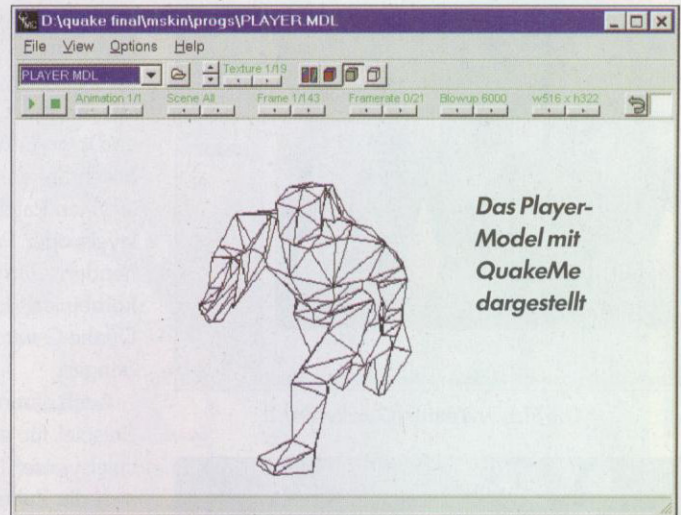 D:\quake final\mskin\progs\PLAYER MDL
File View Options Help
PLAYER MDL
Texture 1/19
Animation 1/1 Scene All Frame 1/143 Framerate 0/21 Blowup 6000 w516 x h322
Das Player-
Model mit
QuakeMe
dargestellt